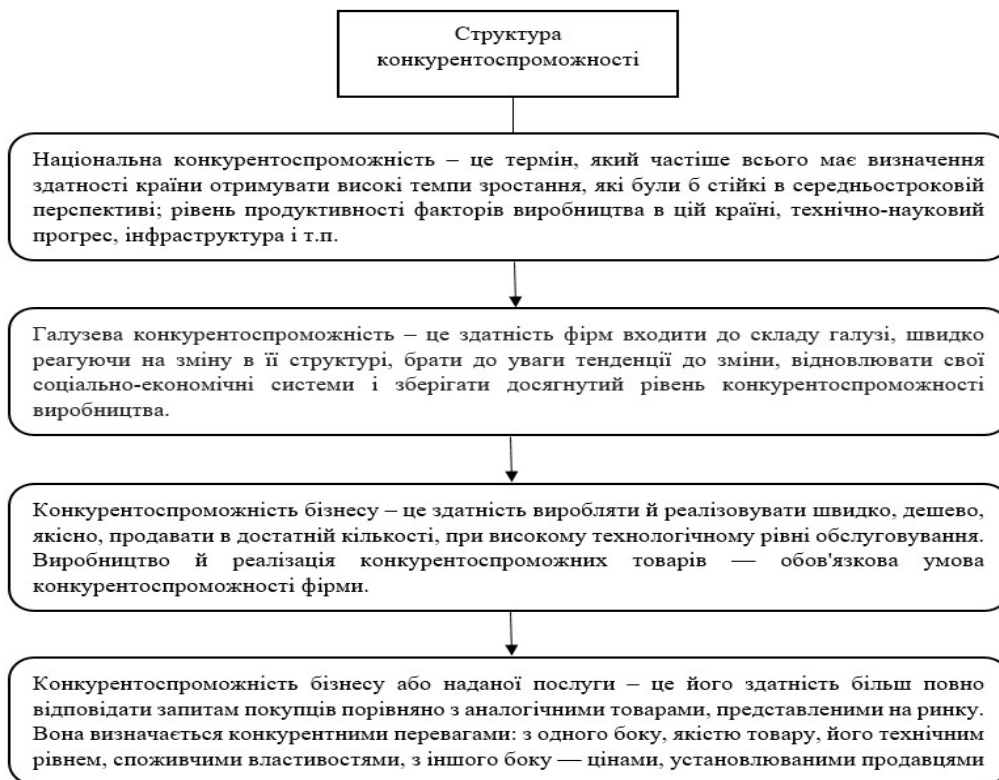 Структура
конкурентоспроможності
Національна конкурентоспроможність – це термін, який частіше всього має визначення
здатності країни отримувати високі темпи зростання, які були б стійкі в середньостроковій
перспективі; рівень продуктивності факторів виробництва в цій країні, технічно-науковий
прогрес, інфраструктура і т.п.
Галузева конкурентоспроможність – це здатність фірм входити до складу галузі, швидко
реагуючи на зміну в її структурі, брати до уваги тенденції до зміни, відновлювати свої
соціально-економічні системи і зберігати досягнутий рівень конкурентоспроможності
виробництва.
Конкурентоспроможність бізнесу – це здатність виробляти й реалізовувати швидко, дешево,
якісно, продавати в достатній кількості, при високому технологічному рівні обслуговування.
Виробництво й реалізація конкурентоспроможних товарів — обов'язкова умова
конкурентоспроможності фірми.
Конкурентоспроможність бізнесу або наданої послуги – це його здатність більш повно
відповідати запитам покупців порівняно з аналогічними товарами, представленими на ринку.
Вона визначається конкурентними перевагами: з одного боку, якістю товару, його технічним
рівнем, споживчими властивостями, з іншого боку — цінами, установлюваними продавцями